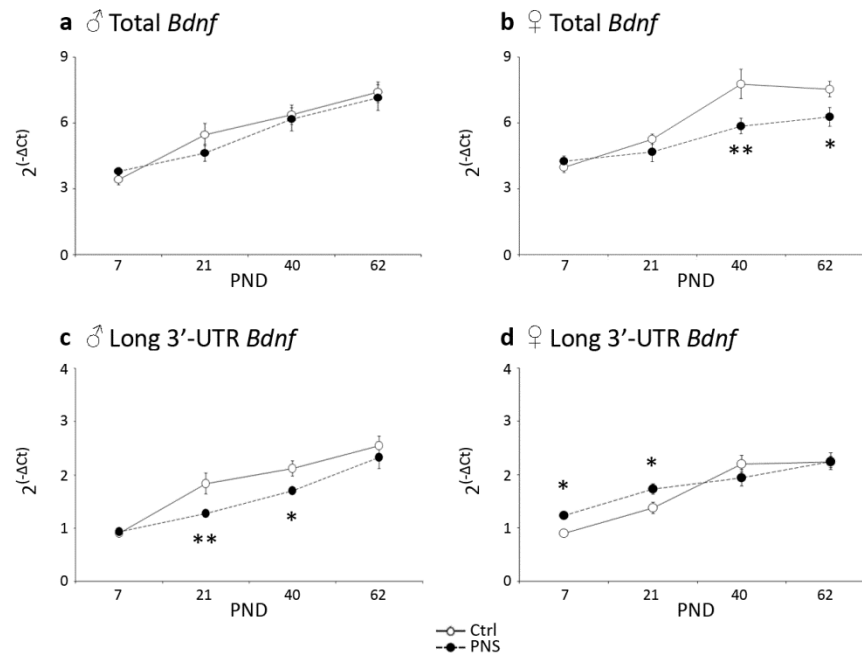 a ♂ Total Bdnf
9
6
3
0
2^(-ΔCt)
7 21 40 62
PND
b ♀ Total Bdnf
9
6
3
0
2^(-ΔCt)
** *
7 21 40 62
PND
c ♂ Long 3’-UTR Bdnf
4
3
2
1
0
2^(-ΔCt)
** *
7 21 40 62
PND
d ♀ Long 3’-UTR Bdnf
4
3
2
1
0
2^(-ΔCt)
* *
7 21 40 62
PND
Ctrl
PNS